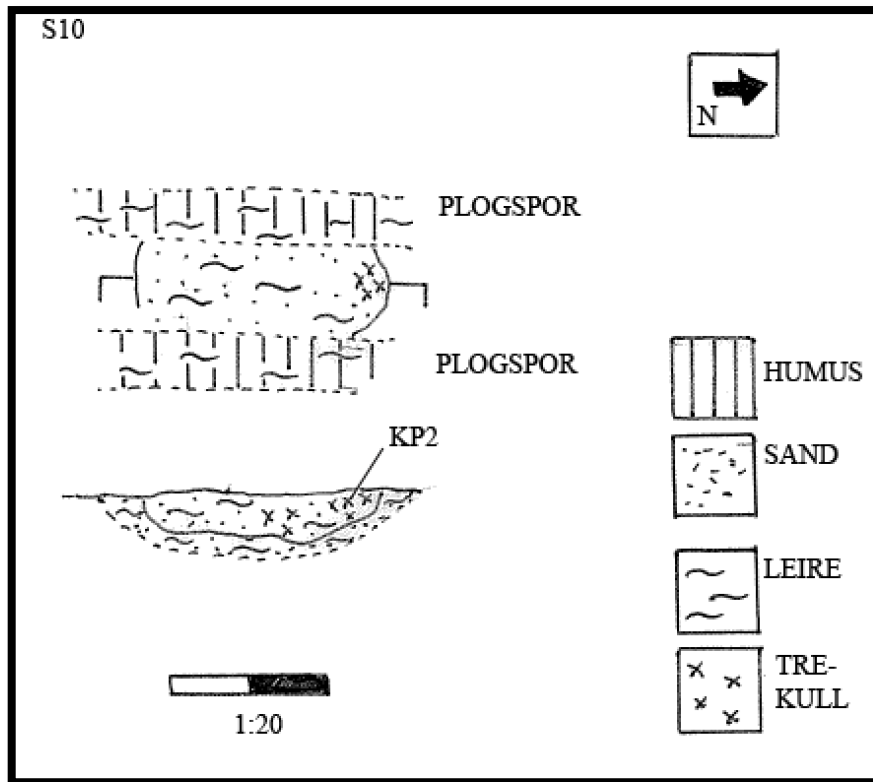 S10
N
PLOGSPOR
PLOGSPOR
HUMUS
KP2
SAND
LEIRE
TRE-
KULL
1:20